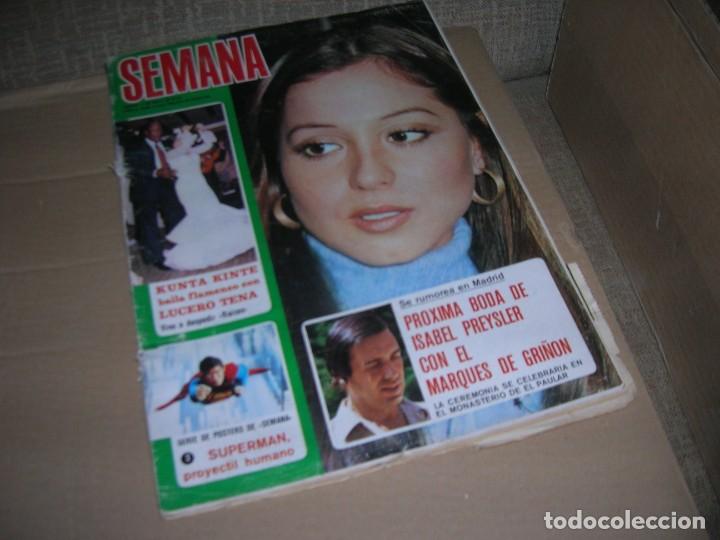 SEMANA
KUNTA KINTE
baila flamenco con
LUCERO TENA
SERIE DE POSTERS DE «SEMANA»
SUPERMAN,
proyectil humano
Se rumorea en Madrid
PROXIMA BODA DE
ISABEL PREYSLER
CON EL
MARQUES DE GRIÑON
LA CEREMONIA SE CELEBRARIA EN
EL MONASTERIO DE EL PAULAR
todocoleccion